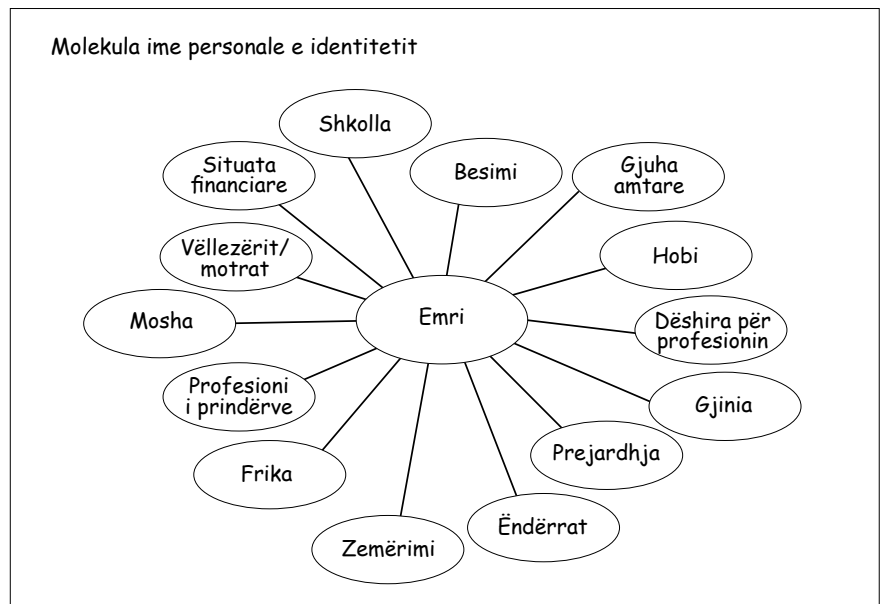 Molekula ime personale e identitetit
Shkolla
Besimi
Gjuha
amtare
Situata
financiare
Vëllezërit/
motrat
Hobi
Mosha
Emri
Dëshira për
profesionin
Profesioni
i prindërve
Gjinia
Prejardhja
Frika
Ëndërrat
Zemërimi